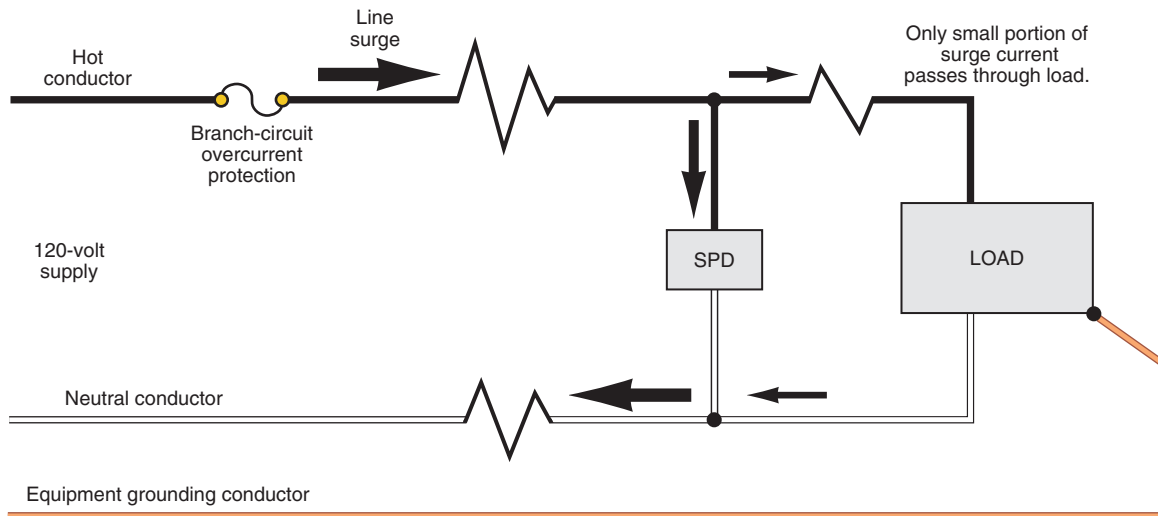 Line
surge
Hot
conductor
Only small portion of
surge current
passes through load.
Branch-circuit
overcurrent
protection
120-volt
supply
SPD
LOAD
Neutral conductor
Equipment grounding conductor